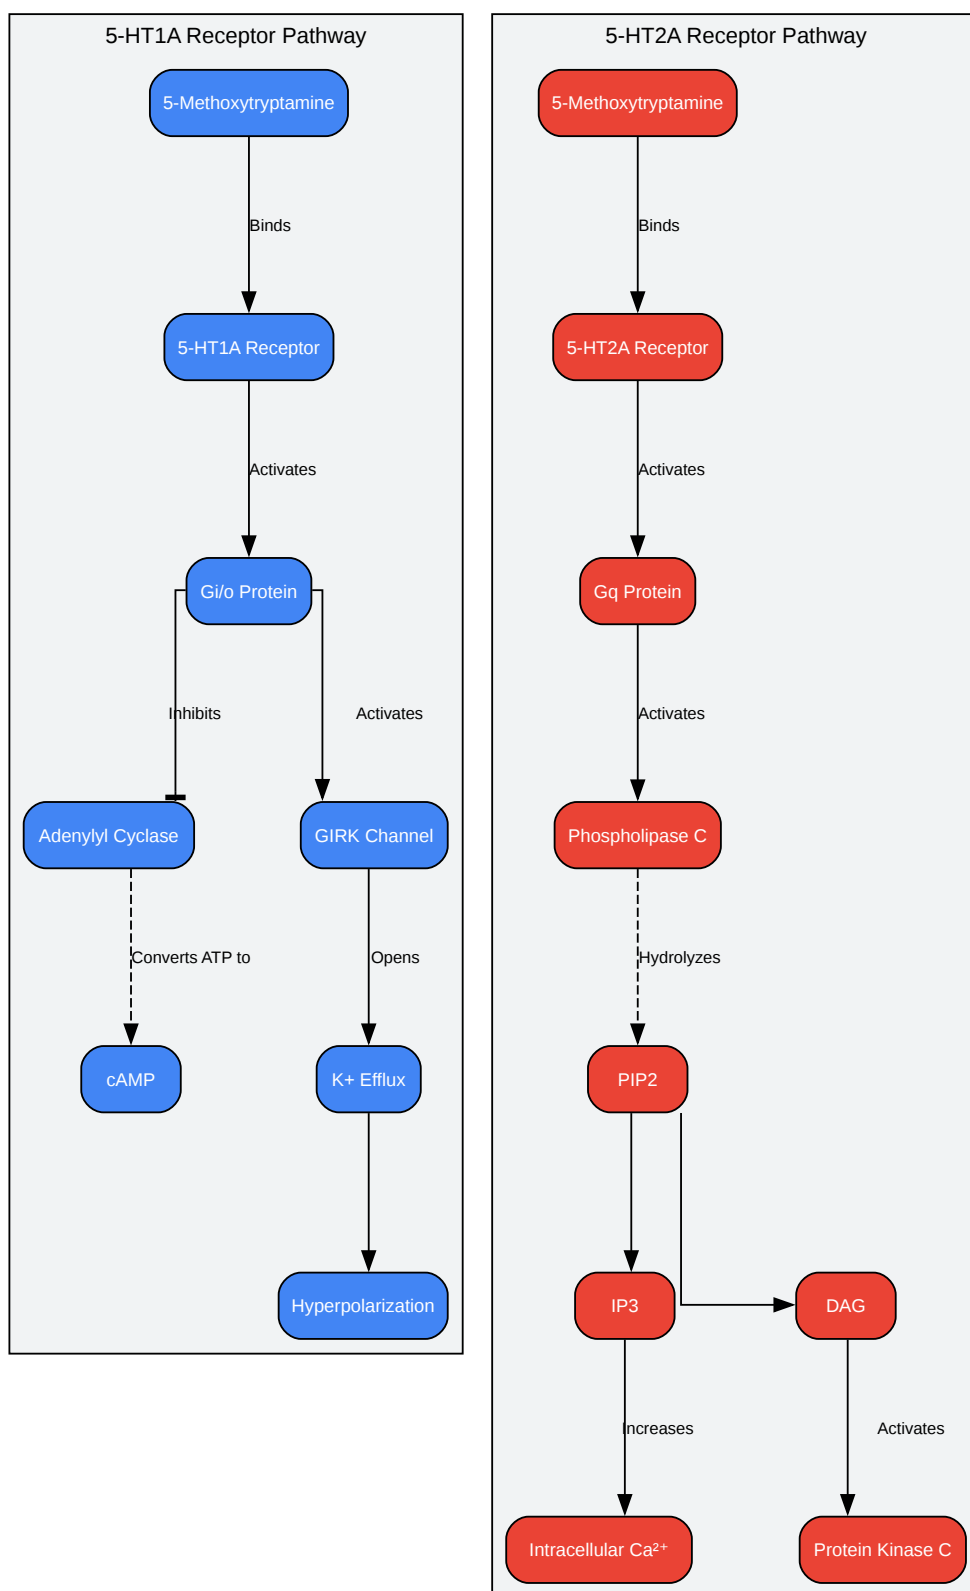 5-HT1A Receptor Pathway
5-Methoxytryptamine
Binds
5-HT1A Receptor
Activates
Gi/o Protein
Inhibits
Activates
Adenylyl Cyclase
GIRK Channel
Converts ATP to
Opens
cAMP
K+ Efflux
Hyperpolarization
5-HT2A Receptor Pathway
5-Methoxytryptamine
Binds
5-HT2A Receptor
Activates
Gq Protein
Activates
Phospholipase C
Hydrolyzes
PIP2
IP3
DAG
Increases
Activates
Intracellular Ca²⁺
Protein Kinase C